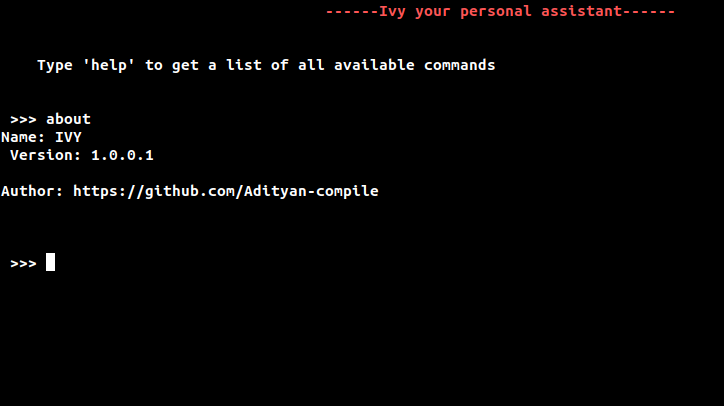 ------Ivy your personal assistant------
Type 'help' to get a list of all available commands
>>> about
Name: IVY
Version: 1.0.0.1
Author: https://github.com/Adityan-compile
>>>